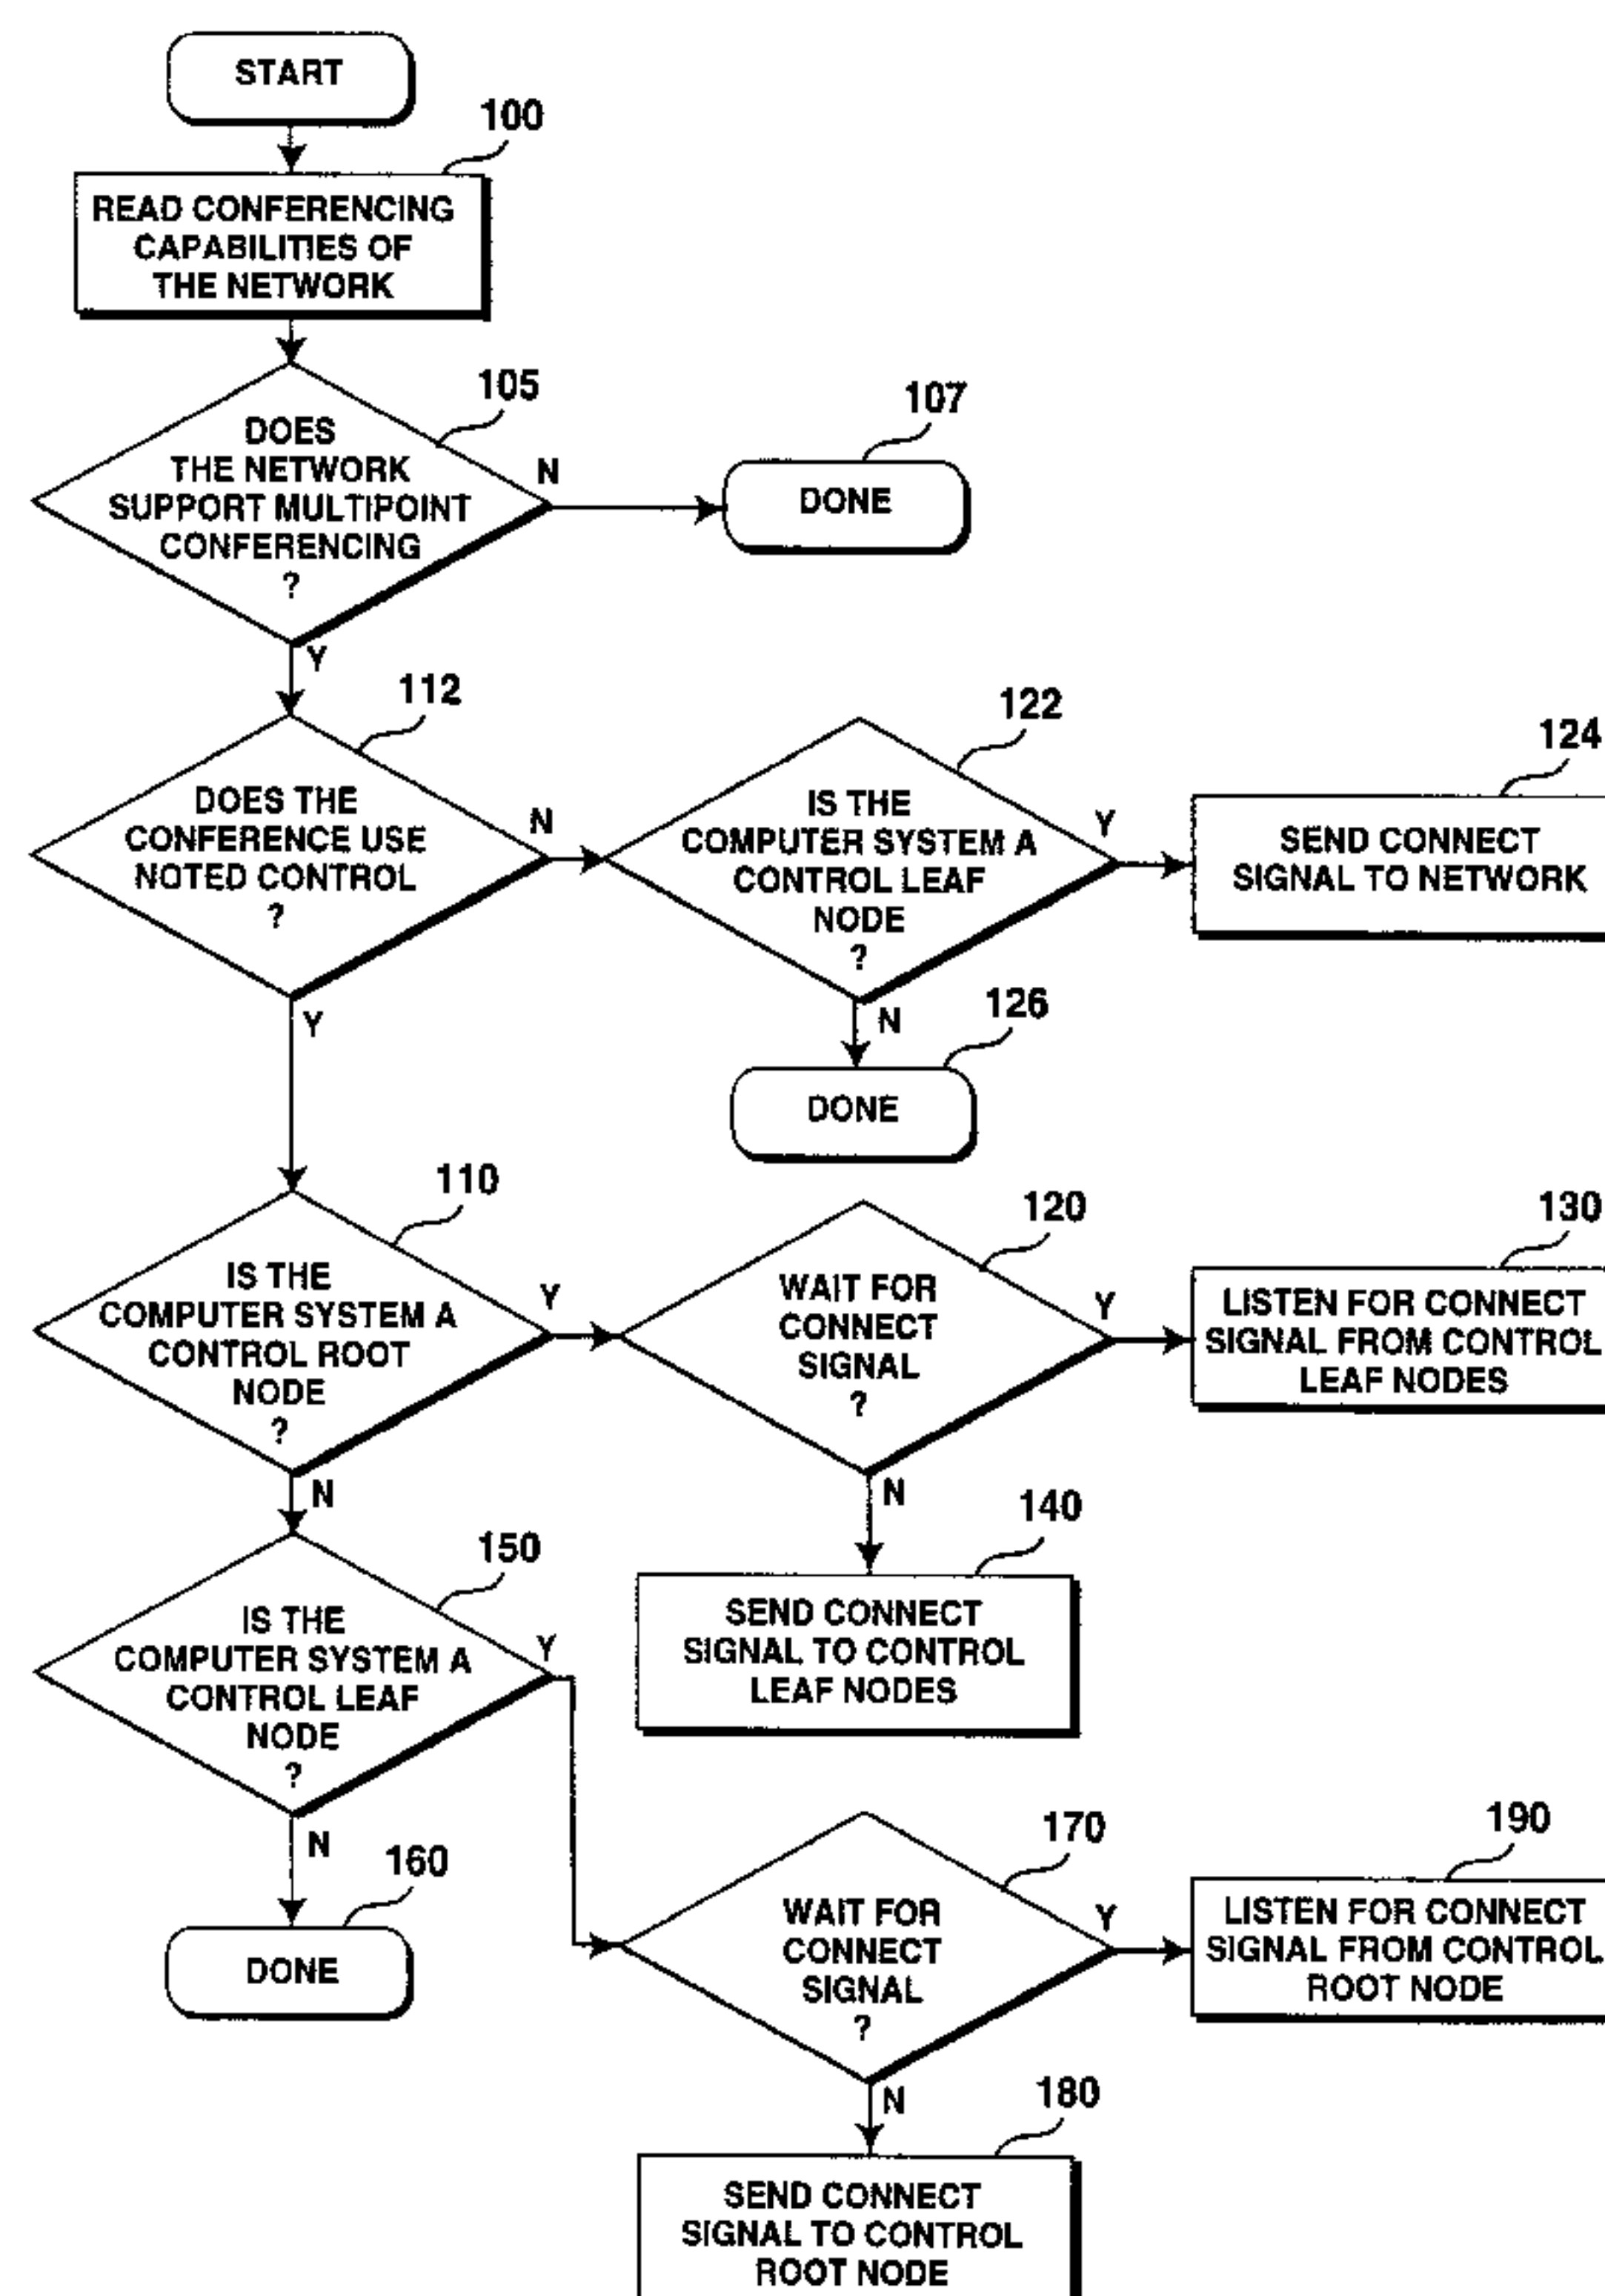 START
100
READ CONFERENCING
CAPABILITIES OF
THE NETWORK
105
DOES
THE NETWORK
SUPPORT MULTIPOINT
CONFERENCING
?
N
107
DONE
Y
112
DOES THE
CONFERENCE USE
NOTED CONTROL
?
N
122
IS THE
COMPUTER SYSTEM A
CONTROL LEAF
NODE
?
Y
124
SEND CONNECT
SIGNAL TO NETWORK
N
126
DONE
Y
110
IS THE
COMPUTER SYSTEM A
CONTROL ROOT
NODE
?
Y
120
WAIT FOR
CONNECT
SIGNAL
?
Y
130
LISTEN FOR CONNECT
SIGNAL FROM CONTROL
LEAF NODES
N
140
SEND CONNECT
SIGNAL TO CONTROL
LEAF NODES
N
150
IS THE
COMPUTER SYSTEM A
CONTROL LEAF
NODE
?
Y
N
160
DONE
170
WAIT FOR
CONNECT
SIGNAL
?
Y
190
LISTEN FOR CONNECT
SIGNAL FROM CONTROL
ROOT NODE
N
180
SEND CONNECT
SIGNAL TO CONTROL
ROOT NODE